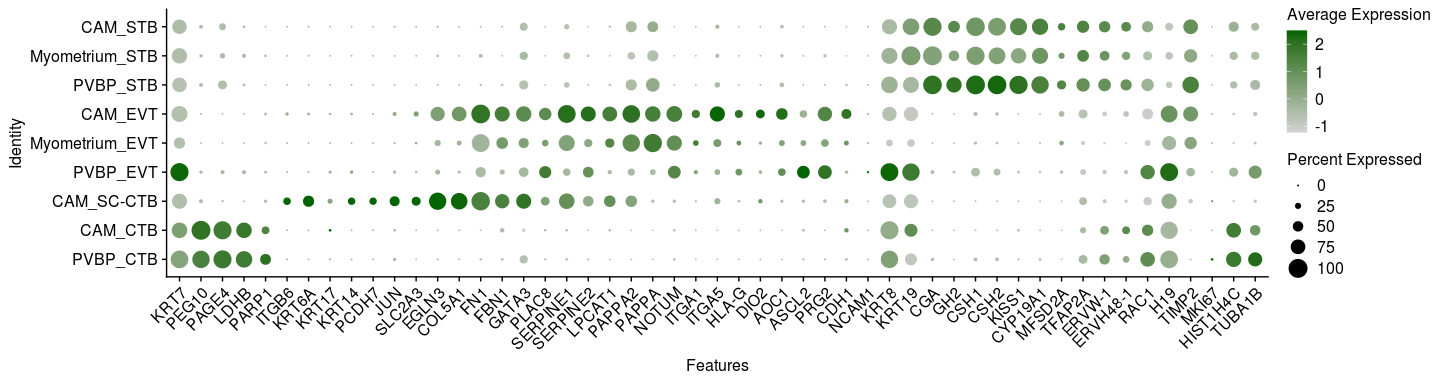 CAM_STB
Myometrium_STB
PVBP_STB
CAM_EVT
Myometrium_EVT
PVBP_EVT
CAM_SC-CTB
CAM_CTB
PVBP_CTB
Identity
KRT7
PEG10
PAGE4
LDHB
PARP1
ITGB6
KRT6A
KRT17
KRT14
PCDH7
JUN
SLC2A3
EGLN3
COL5A1
FN1
FBN1
GATA3
PLAC8
SERPINE1
SERPINE2
LPCAT1
PAPPA2
PAPPA
NOTUM
ITGA1
ITGA5
HLA-G
DIO2
AOC1
ASCL2
PRG2
CDH1
NCAM1
KRT8
KRT19
CGA
GH2
CSH1
CSH2
KISS1
CYP19A1
MFSD2A
TFAP2A
ERVW-1
ERVH48-1
RAC1
H19
TIMP2
MKI67
HIST1H4C
TUBA1B
Features
Average Expression
2
1
0
-1
Percent Expressed
0
25
50
75
100